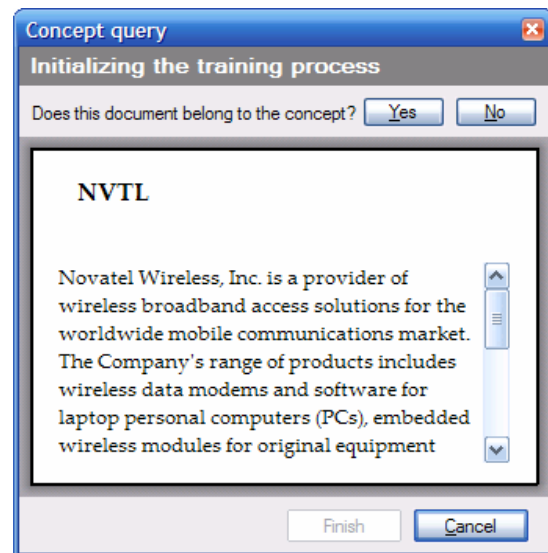 Concept query
Initializing the training process
Does this document belong to the concept? Yes No
NVTL
Novatel Wireless, Inc. is a provider of
wireless broadband access solutions for the
worldwide mobile communications market.
The Company's range of products includes
wireless data modems and software for
laptop personal computers (PCs), embedded
wireless modules for original equipment
Finish Cancel